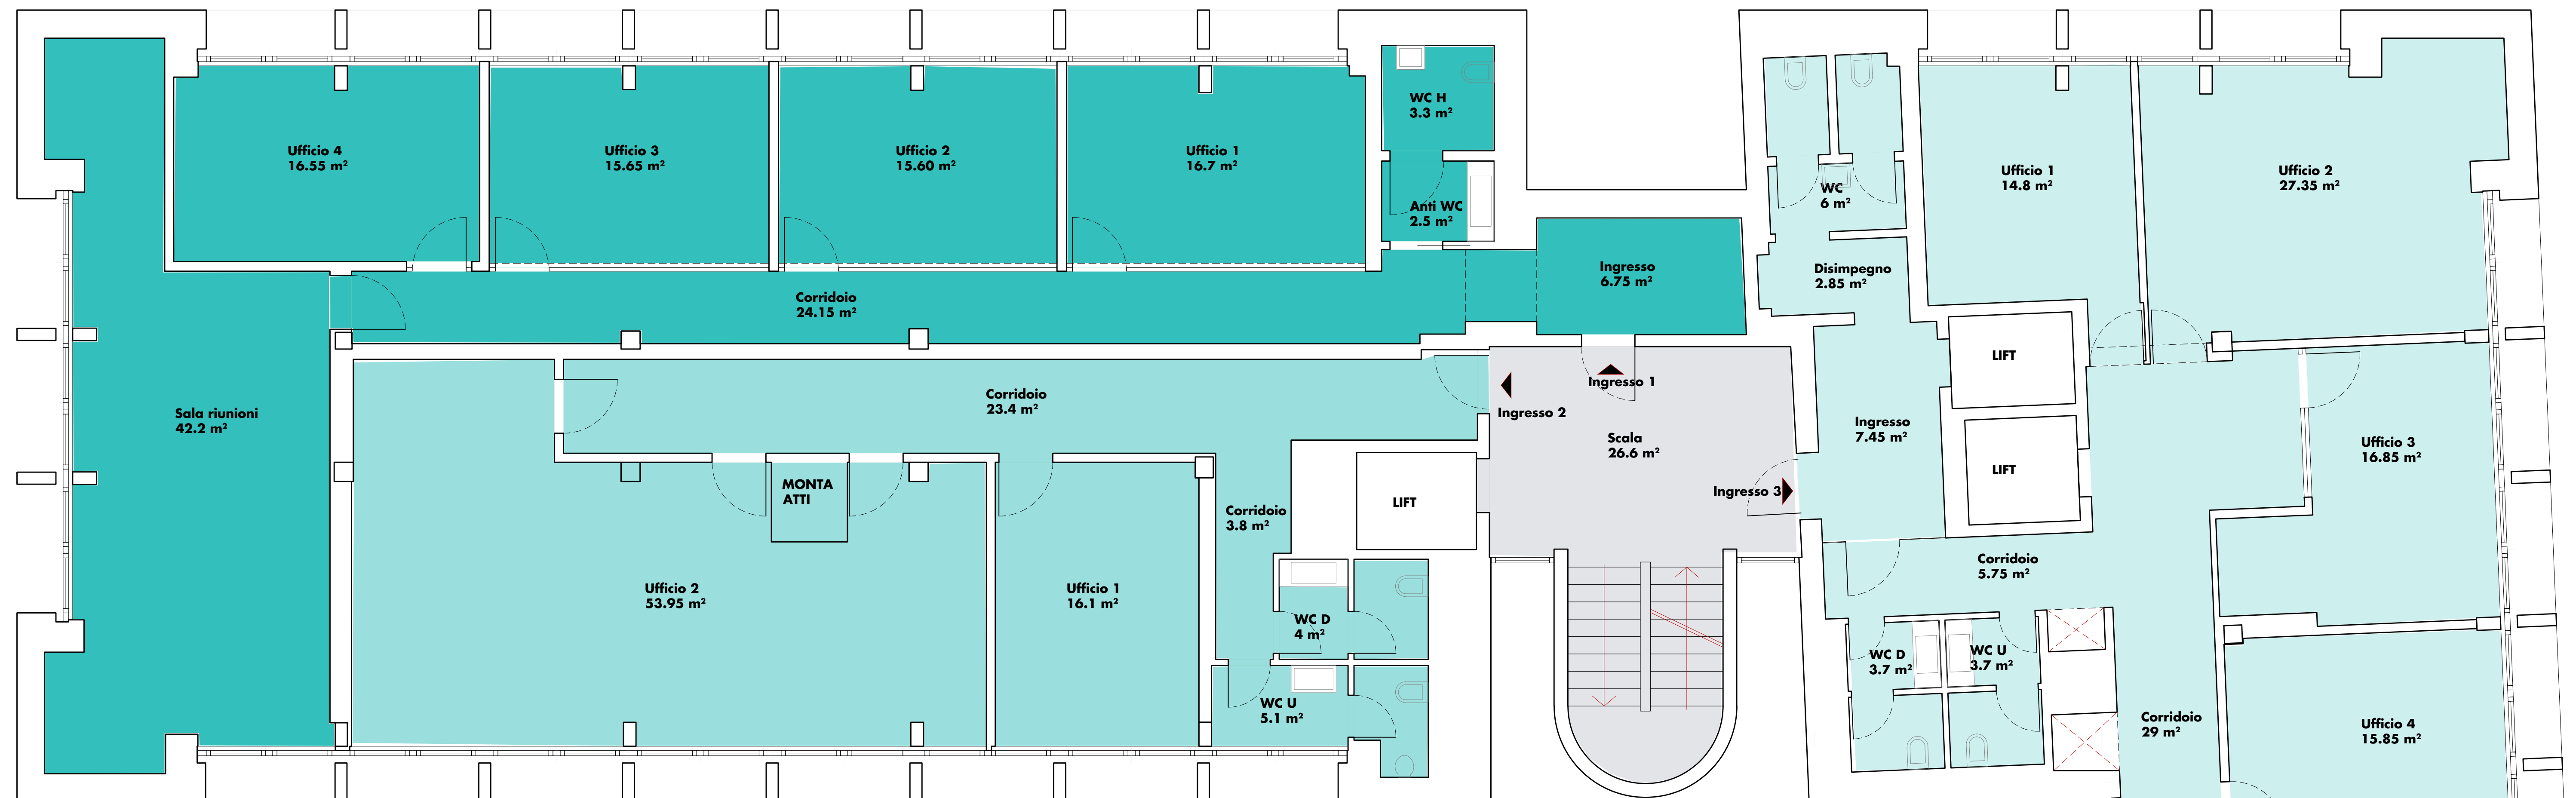 Ufficio 4
16.55 m²
Ufficio 3
15.65 m²
Ufficio 2
15.60 m²
Ufficio 1
16.7 m²
WC H
3.3 m²
Anti WC
2.5 m²
Ingresso
6.75 m²
Corridoio
24.15 m²
Sala riunioni
42.2 m²
Corridoio
23.4 m²
MONTA
ATTI
Ufficio 2
53.95 m²
Ufficio 1
16.1 m²
Corridoio
3.8 m²
WC D
4 m²
WC U
5.1 m²
LIFT
Ingresso 1
Ingresso 2
Scala
26.6 m²
Ingresso 3
WC
6 m²
Disimpegno
2.85 m²
Ufficio 1
14.8 m²
Ufficio 2
27.35 m²
LIFT
LIFT
Ingresso
7.45 m²
Ufficio 3
16.85 m²
Corridoio
5.75 m²
WC D
3.7 m²
WC U
3.7 m²
Corridoio
29 m²
Ufficio 4
15.85 m²